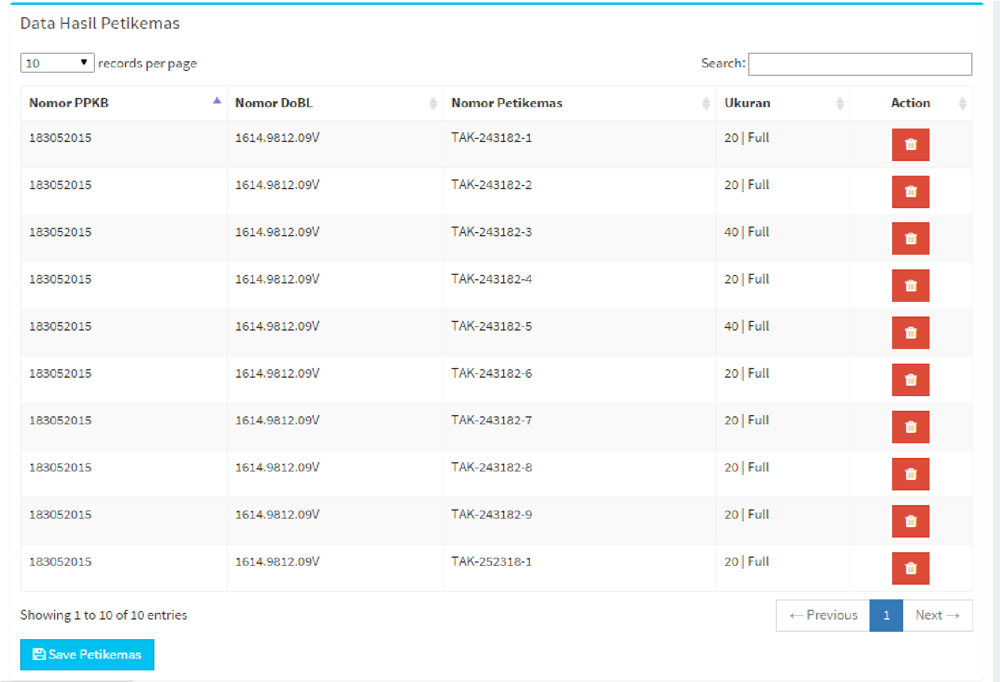 Data Hasil Petikemas
10 records per page Search:
Nomor PPKB Nomor DoBL Nomor Petikemas Ukuran Action
183052015 1614.9812.09V TAK-243182-1 20 | Full
183052015 1614.9812.09V TAK-243182-2 20 | Full
183052015 1614.9812.09V TAK-243182-3 40 | Full
183052015 1614.9812.09V TAK-243182-4 20 | Full
183052015 1614.9812.09V TAK-243182-5 40 | Full
183052015 1614.9812.09V TAK-243182-6 20 | Full
183052015 1614.9812.09V TAK-243182-7 20 | Full
183052015 1614.9812.09V TAK-243182-8 20 | Full
183052015 1614.9812.09V TAK-243182-9 20 | Full
183052015 1614.9812.09V TAK-252318-1 20 | Full
Showing 1 to 10 of 10 entries ← Previous 1 Next →
Save Petikemas